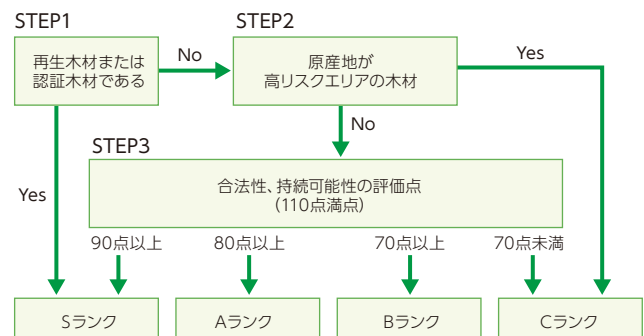 STEP1
再生木材または
認証木材である
No
STEP2
原産地が
高リスクエリアの木材
Yes
No
STEP3
合法性、持続可能性の評価点
(110点満点)
Yes
90点以上
80点以上
70点以上
70点未満
Sランク
Aランク
Bランク
Cランク